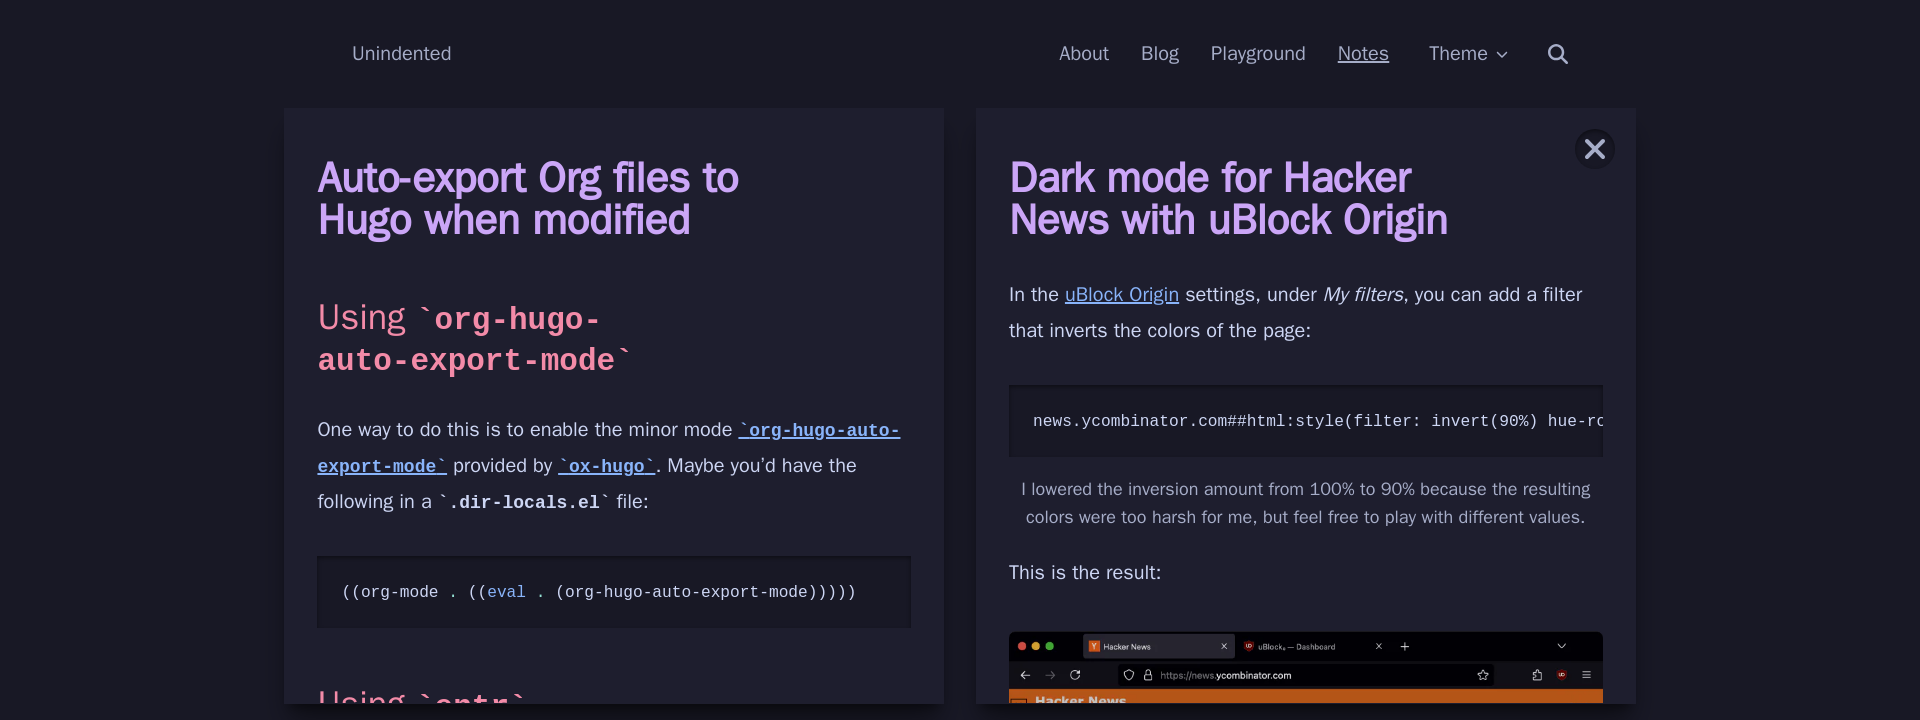 Unindented
About Blog Playground Notes Theme
Auto-export Org files to
Hugo when modified
Using `org-hugo-
auto-export-mode`
One way to do this is to enable the minor mode `org-hugo-auto-
export-mode` provided by `ox-hugo`. Maybe you’d have the
following in a `.dir-locals.el` file:
((org-mode . ((eval . (org-hugo-auto-export-mode)))))
Using `entr`
Dark mode for Hacker
News with uBlock Origin
In the uBlock Origin settings, under My filters, you can add a filter
that inverts the colors of the page:
news.ycombinator.com##html:style(filter: invert(90%) hue-ro
I lowered the inversion amount from 100% to 90% because the resulting
colors were too harsh for me, but feel free to play with different values.
This is the result:
Hacker News
uBlock₀ — Dashboard
https://news.ycombinator.com
Hacker News